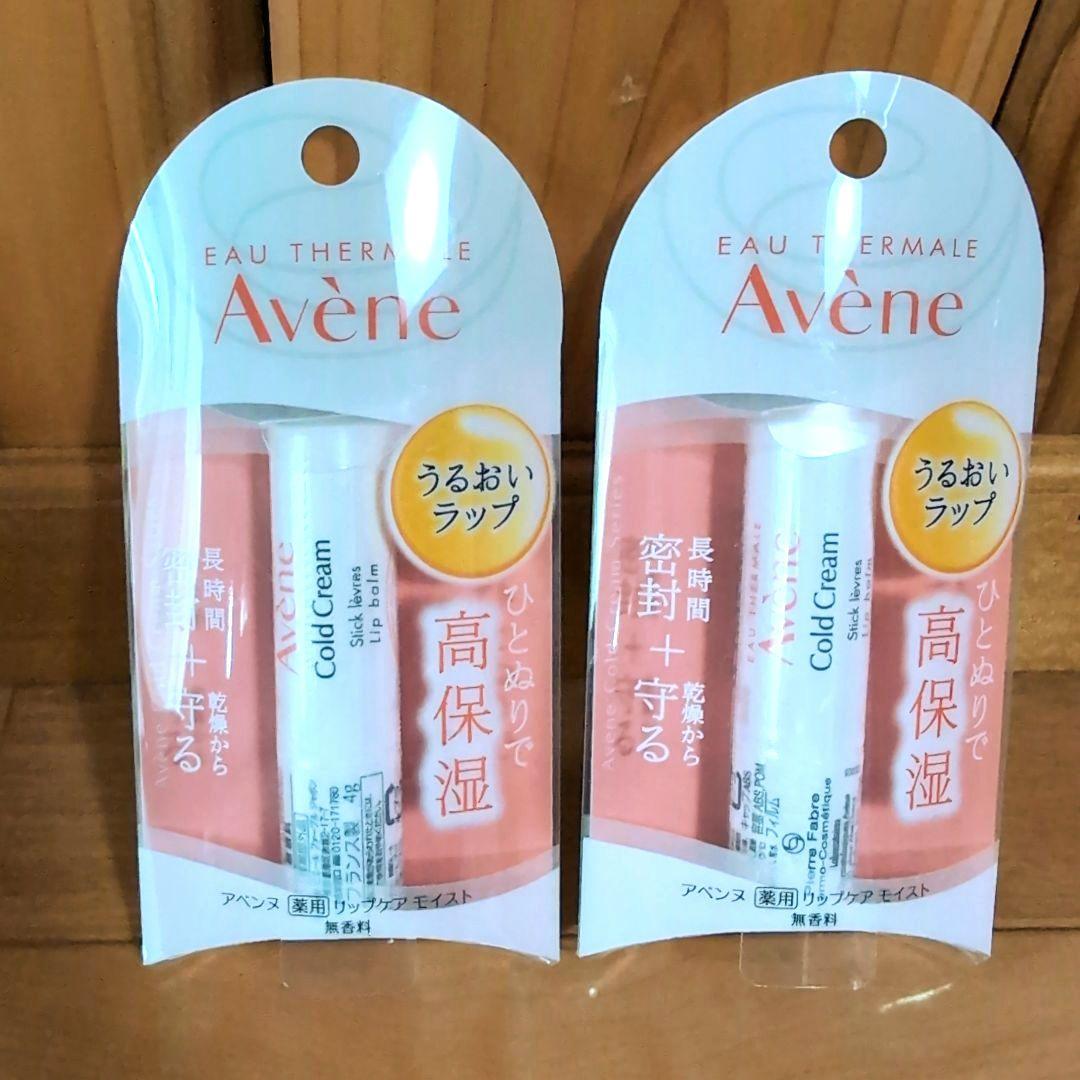 EAU THERMALE
Avène
うるおい
ラップ
ひとぬりで
高保湿
長時間
密封+
乾燥から
守る
Avène
Cold Cream
Stick lèvres
Lip balm
0120-171760
フランス製 4g
アベンヌ 薬用 リップケア モイスト
無香料
EAU THERMALE
Avène
うるおい
ラップ
ひとぬりで
高保湿
長時間
密封+
乾燥から
守る
EAU THERMALE
Avène
Cold Cream
Stick lèvres
Lip balm
Pierre Fabre
アベンヌ 薬用 リップケア モイスト
無香料